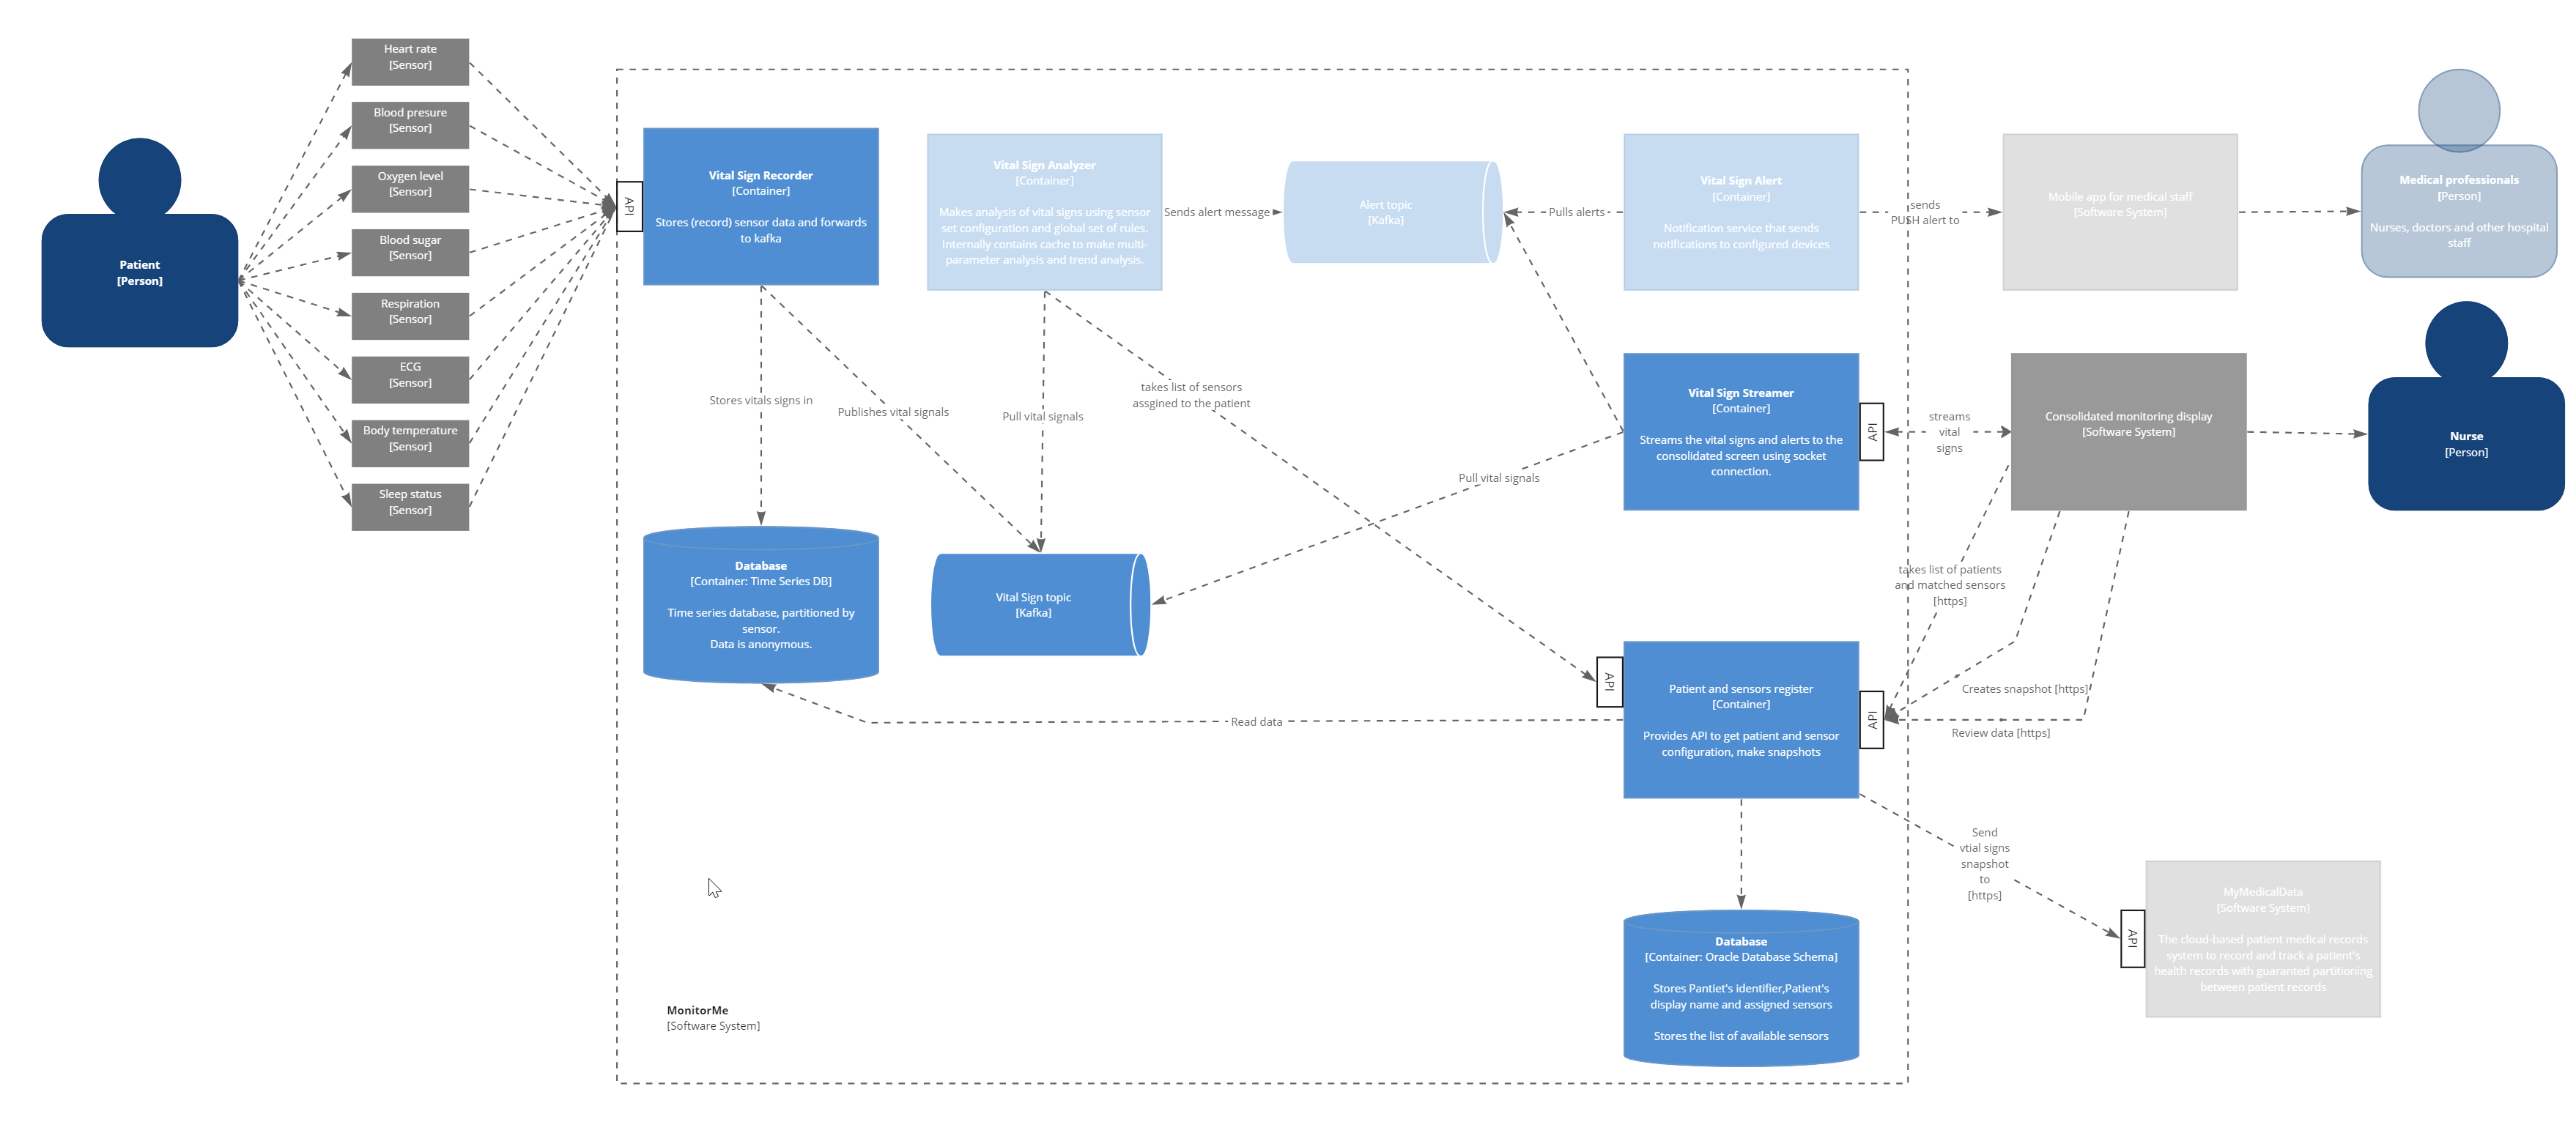 Patient
[Person]
Heart rate
[Sensor]
Blood presure
[Sensor]
Oxygen level
[Sensor]
Blood sugar
[Sensor]
Respiration
[Sensor]
ECG
[Sensor]
Body temperature
[Sensor]
Sleep status
[Sensor]
API
Vital Sign Recorder
[Container]
Stores (record) sensor data and forwards
to kafka
Vital Sign Analyzer
[Container]
Makes analysis of vital signs using sensor
set configuration and global set of rules.
Internally contains cache to make multi-
parameter analysis and trend analysis.
Sends alert message
Alert topic
[Kafka]
Pulls alerts
Vital Sign Alert
[Container]
Notification service that sends
notifications to configured devices
sends
PUSH alert to
Mobile app for medical staff
[Software System]
Medical professionals
[Person]
Nurses, doctors and other hospital
staff
Stores vitals signs in
Publishes vital signals
Pull vital signals
takes list of sensors
assgined to the patient
Pull vital signals
Vital Sign Streamer
[Container]
Streams the vital signs and alerts to the
consolidated screen using socket
connection.
API
streams
vital
signs
Consolidated monitoring display
[Software System]
Nurse
[Person]
Database
[Container: Time Series DB]
Time series database, partitioned by
sensor.
Data is anonymous.
Vital Sign topic
[Kafka]
takes list of patients
and matched sensors
[https]
Creates snapshot [https]
Review data [https]
Read data
API
Patient and sensors register
[Container]
Provides API to get patient and sensor
configuration, make snapshots
API
Send
vtial signs
snapshot
to
[https]
API
MyMedicalData
[Software System]
The cloud-based patient medical records
system to record and track a patient's
health records with guaranted partitioning
between patient records
Database
[Container: Oracle Database Schema]
Stores Pantiet's identifier,Patient's
display name and assigned sensors
Stores the list of available sensors
MonitorMe
[Software System]